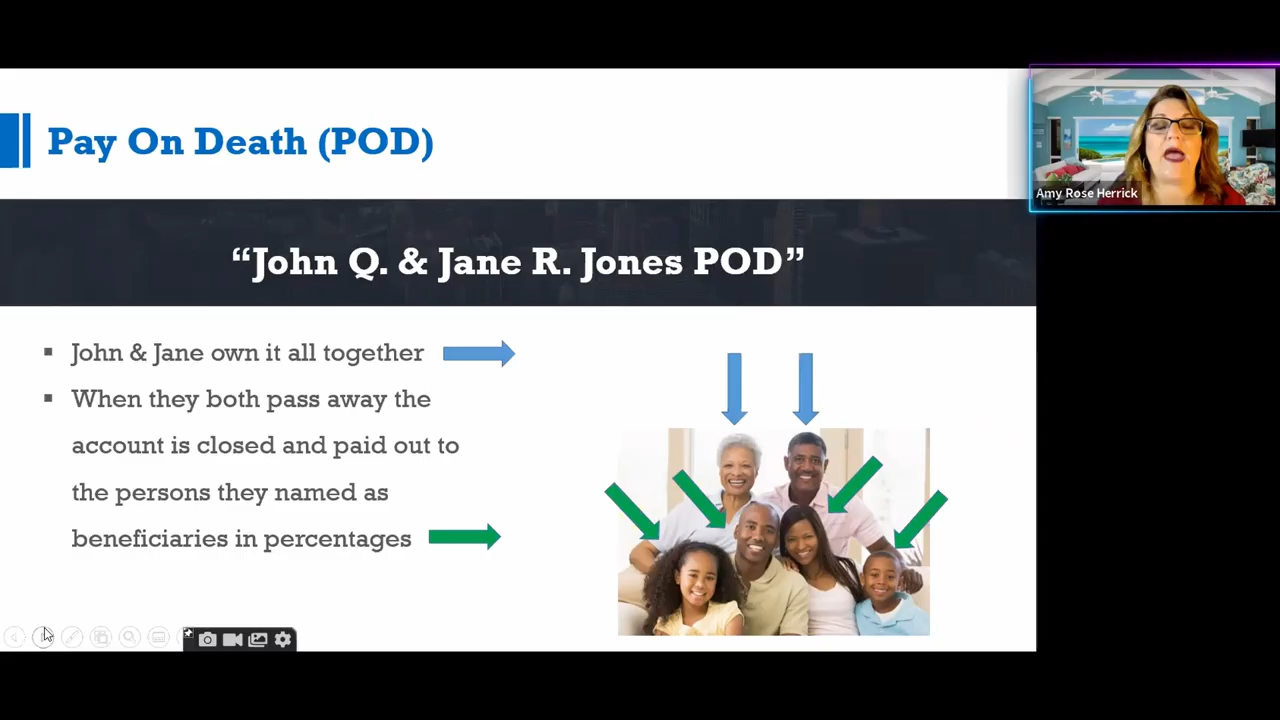 Pay On Death (POD)
“John Q. & Jane R. Jones POD”
▪ John & Jane own it all together
▪ When they both pass away the
account is closed and paid out to
the persons they named as
beneficiaries in percentages
Amy Rose Herrick